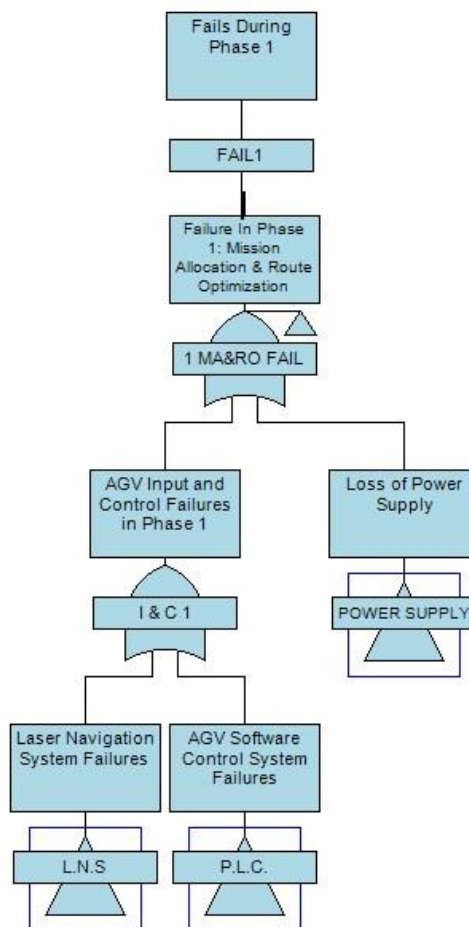 Fails During
Phase 1
FAIL1
Failure In Phase
1: Mission
Allocation & Route
Optimization
1 MA&RO FAIL
AGV Input and
Control Failures
in Phase 1
Loss of Power
Supply
I & C 1
POWER SUPPLY
Laser Navigation
System Failures
AGV Software
Control System
Failures
L.N.S
P.L.C.